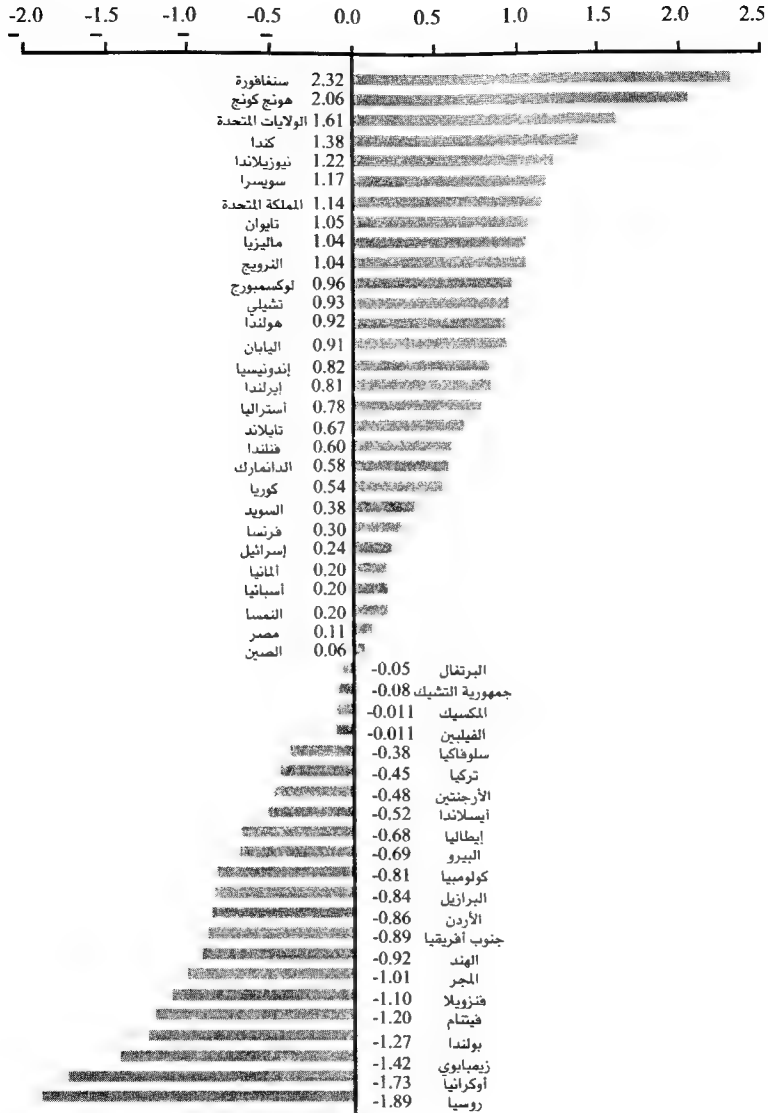 -2.0 -1.5 -1.0 -0.5 0.0 0.5 1.0 1.5 2.0 2.5
سنغافورة 2.32
هونج كونج 2.06
الولايات المتحدة 1.61
كندا 1.38
نيوزيلاندا 1.22
سويسرا 1.17
المملكة المتحدة 1.14
تايوان 1.05
ماليزيا 1.04
النرويج 1.04
لوكسمبورج 0.96
تشيلي 0.93
هولندا 0.92
اليابان 0.91
إندونيسيا 0.82
إيرلندا 0.81
أستراليا 0.78
تايلاند 0.67
فنلندا 0.60
الدانمارك 0.58
كوريا 0.54
السويد 0.38
فرنسا 0.30
إسرائيل 0.24
ألمانيا 0.20
أسبانيا 0.20
النمسا 0.20
مصر 0.11
الصين 0.06
-0.05 البرتغال
-0.08 جمهورية التشيك
-0.011 المكسيك
-0.011 الفيلبين
-0.38 سلوفاكيا
-0.45 تركيا
-0.48 الأرجنتين
-0.52 أيسلاندا
-0.68 إيطاليا
-0.69 البيرو
-0.81 كولومبيا
-0.84 البرازيل
-0.86 الأردن
-0.89 جنوب أفريقيا
-0.92 الهند
-1.01 المجر
-1.10 فنزويلا
-1.20 فيتنام
-1.27 بولندا
-1.42 زيمبابوي
-1.73 أوكرانيا
-1.89 روسيا